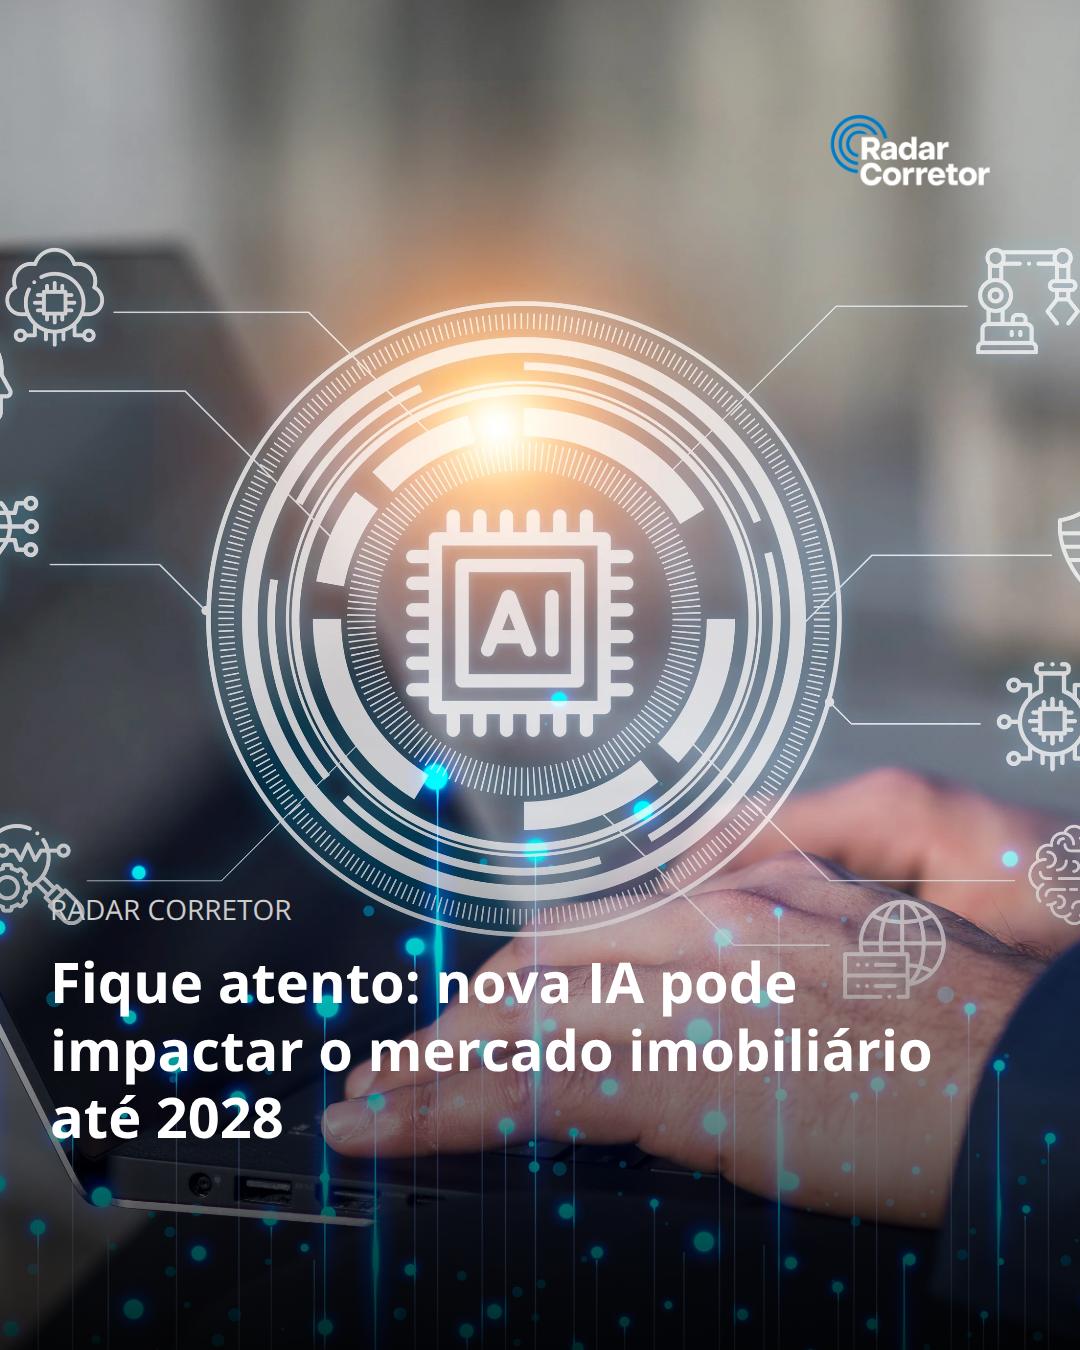 Radar
Corretor
AI
RADAR CORRETOR
Fique atento: nova IA pode
impactar o mercado imobiliário
até 2028